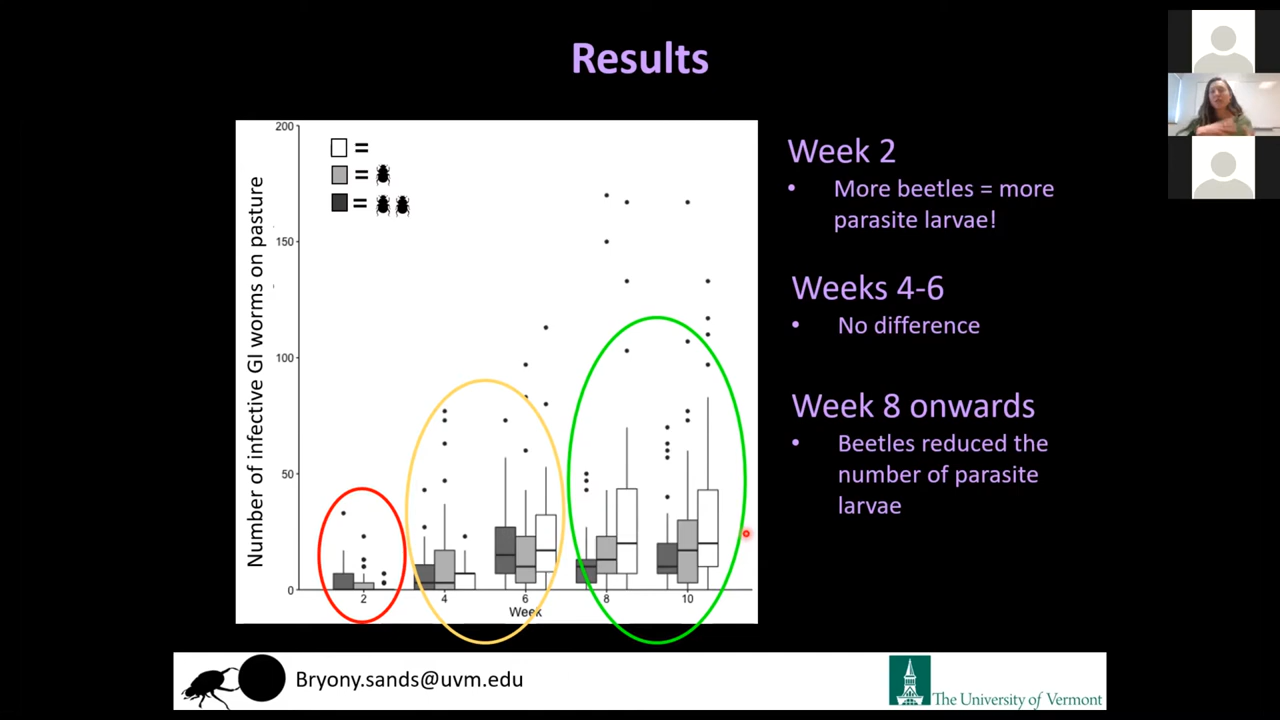 Results
Number of infective GI worms on pasture
200
150
100
50
0
=
=
=
2
4
6
8
10
Week
Week 2
• More beetles = more
parasite larvae!
Weeks 4-6
• No difference
Week 8 onwards
• Beetles reduced the
number of parasite
larvae
Bryony.sands@uvm.edu
The University of Vermont